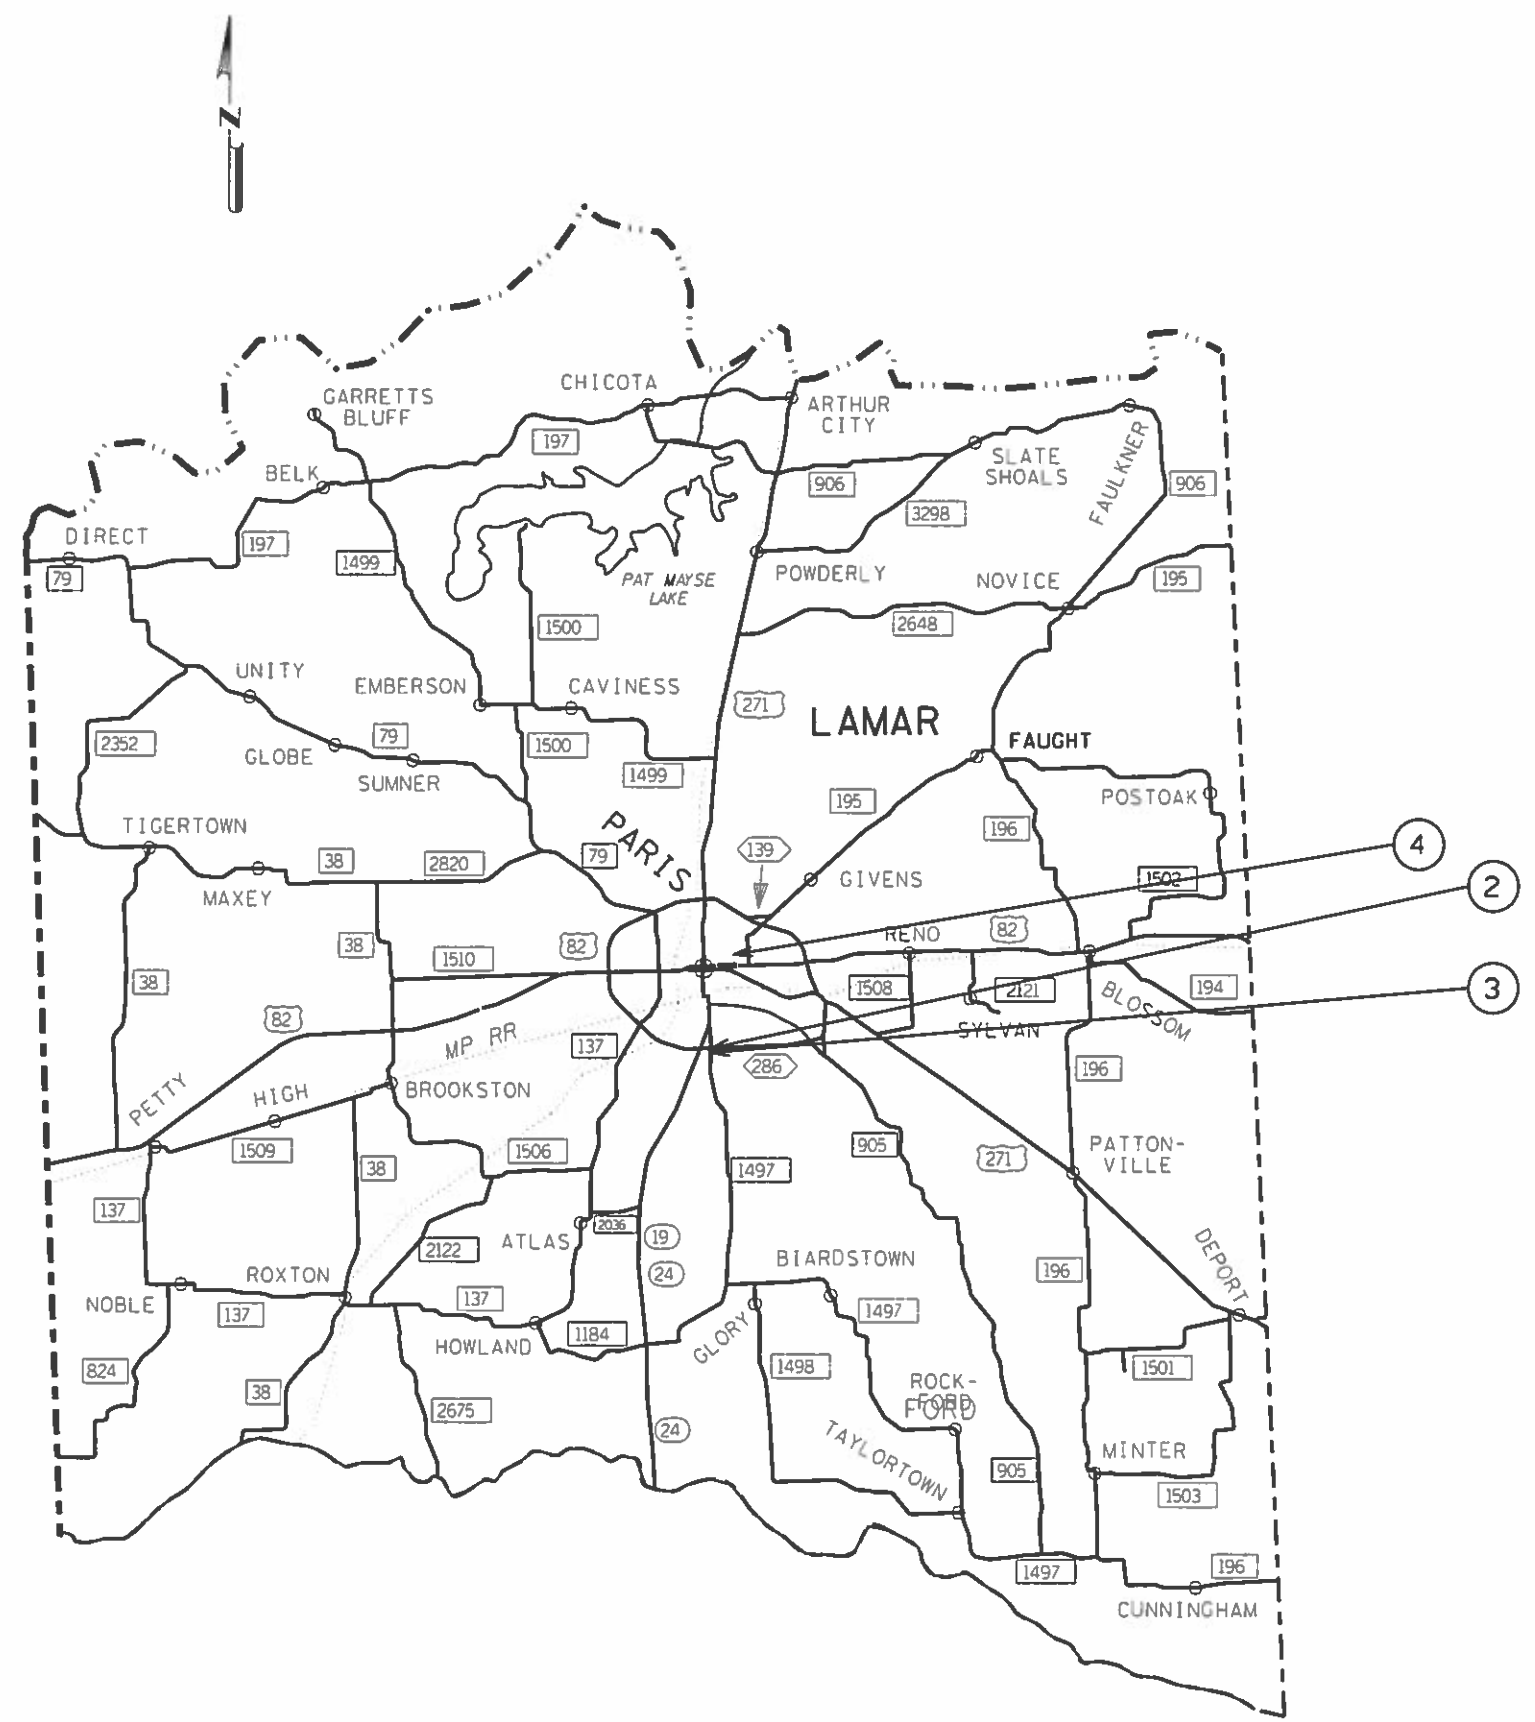 N
CHICOTA
GARRETTS
BLUFF
ARTHUR
CITY
197
SLATE
SHOALS
FAULKNER
BELK
906
906
3298
DIRECT
197
79
1499
PAT MAYSE
LAKE
POWDERLY
NOVICE
195
1500
2648
UNITY
EMBERSON
CAVINESS
271
LAMAR
2352
79
1500
FAUGHT
GLOBE
SUMNER
1499
195
POSTOAK
TIGERTOWN
PARIS
196
38
2820
79
139
4
MAXEY
GIVENS
1502
2
38
82
RENO
82
1510
38
1508
2121
BLOSSOM
194
3
82
MP RR
137
SYLVAN
286
196
PETTY
HIGH
BROOKSTON
1509
1506
905
PATTON-
VILLE
38
1497
271
137
2036
ATLAS
19
2122
DEPORT
BIARDSTOWN
24
196
ROXTON
NOBLE
137
137
1497
HOWLAND
1184
GLORY
824
1498
1501
38
2675
ROCK-
FORD
FORD
24
TAYLORTOWN
MINTER
905
1503
1497
196
CUNNINGHAM